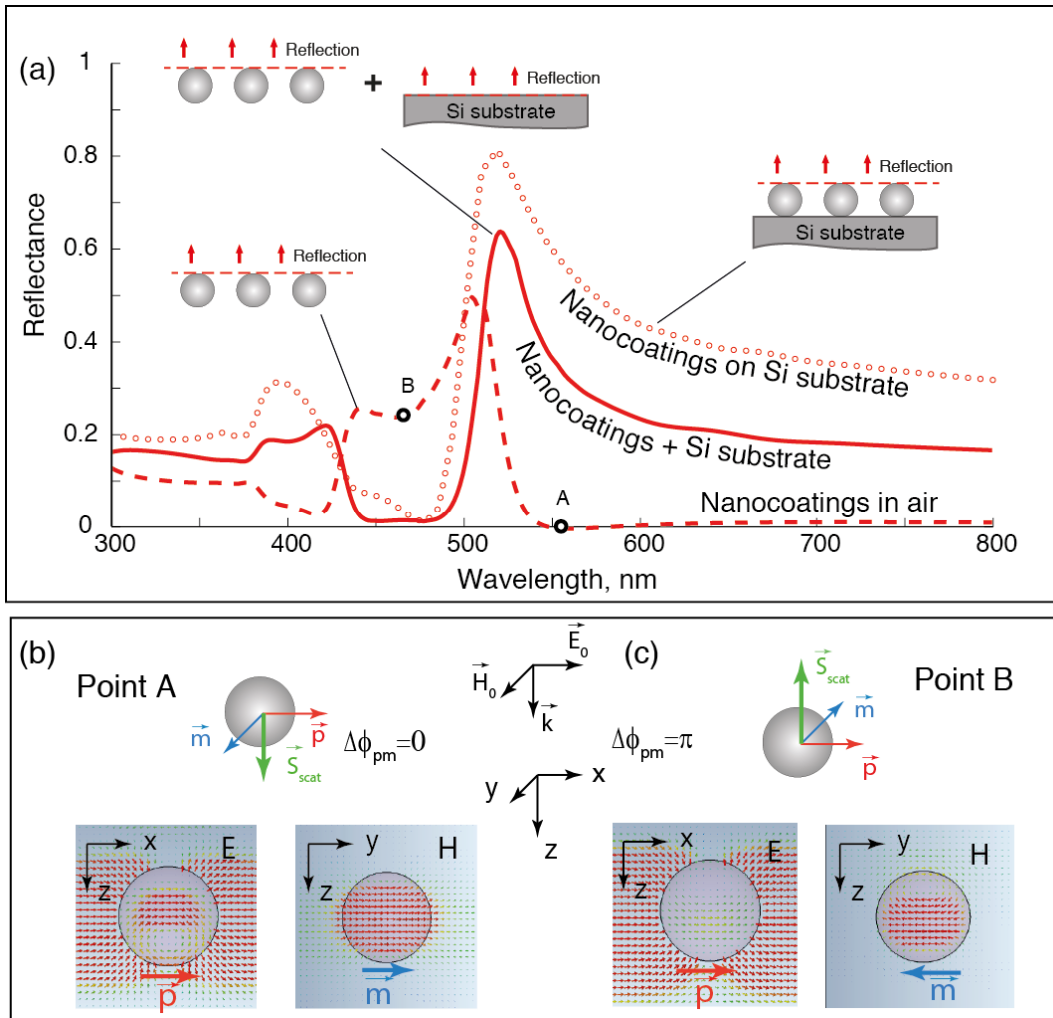 (a)
Reflection
+
Reflection
Si substrate
Reflection
Si substrate
Reflection
1
0.8
0.6
0.4
0.2
0
Reflectance
B
A
Nanocoatings on Si substrate
Nanocoatings + Si substrate
Nanocoatings in air
300
400
500
600
700
800
Wavelength, nm
(b)
Point A
m
p
S scat
Δϕpm=0
E0
H0
k
x
y
z
(c)
Point B
S scat
m
p
Δϕpm=π
x
E
z
p
y
H
z
m
x
E
z
p
y
H
z
m